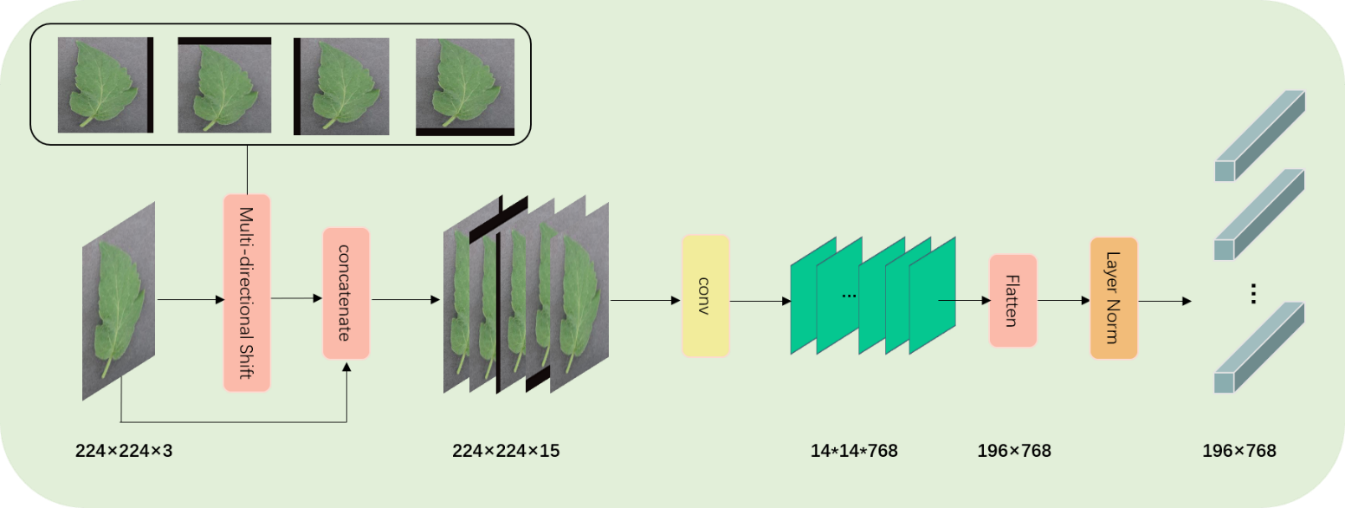 Multi-directional Shift
concatenate
conv
...
Flatten
Layer Norm
...
224×224×3
224×224×15
14*14*768
196×768
196×768